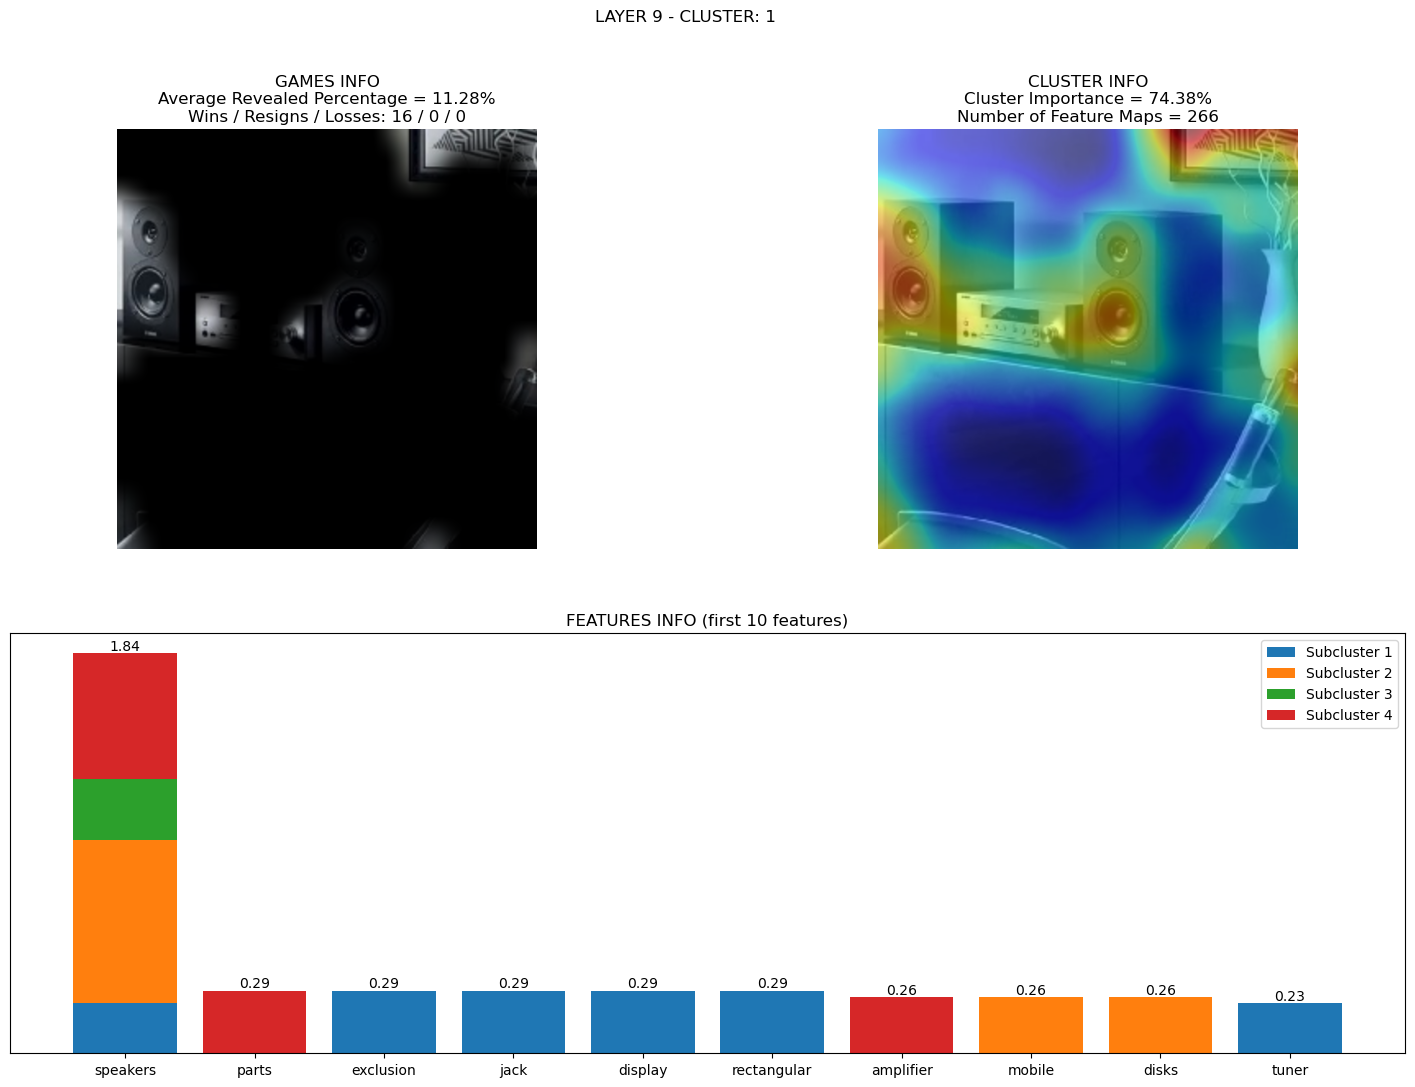 LAYER 9 - CLUSTER: 1
GAMES INFO
Average Revealed Percentage = 11.28%
Wins / Resigns / Losses: 16 / 0 / 0
CLUSTER INFO
Cluster Importance = 74.38%
Number of Feature Maps = 266
FEATURES INFO (first 10 features)
Subcluster 1
Subcluster 2
Subcluster 3
Subcluster 4
1.84
0.29
0.29
0.29
0.29
0.29
0.26
0.26
0.26
0.23
speakers
parts
exclusion
jack
display
rectangular
amplifier
mobile
disks
tuner